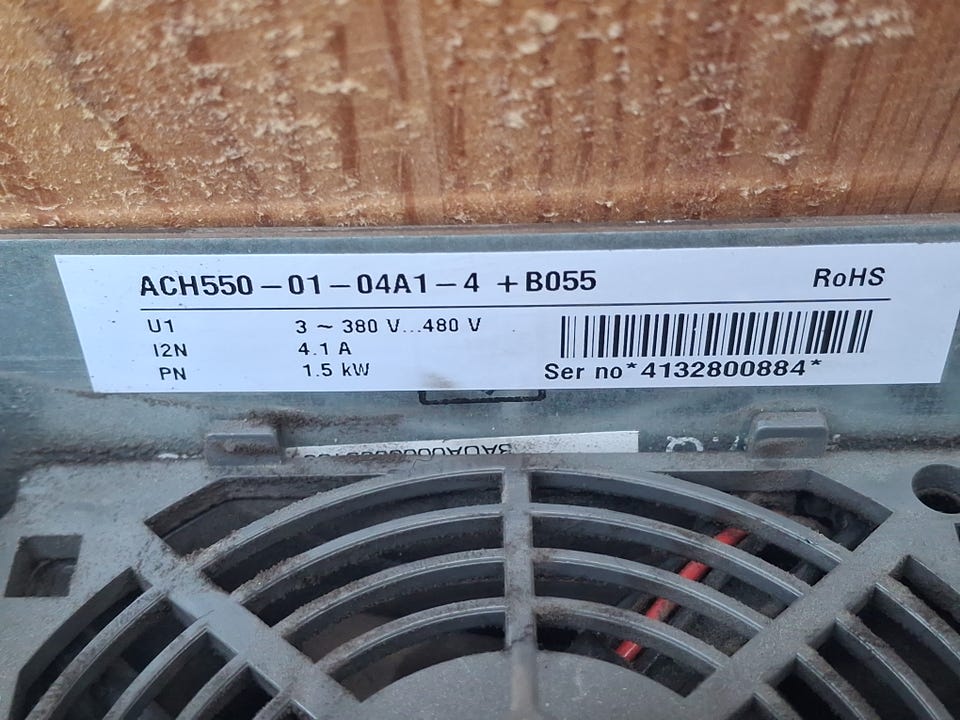 ACH550-01-04A1-4 +B055
RoHS
U1 3 ~ 380 V...480 V
I2N 4.1 A
PN 1.5 kW
Ser no*4132800884*